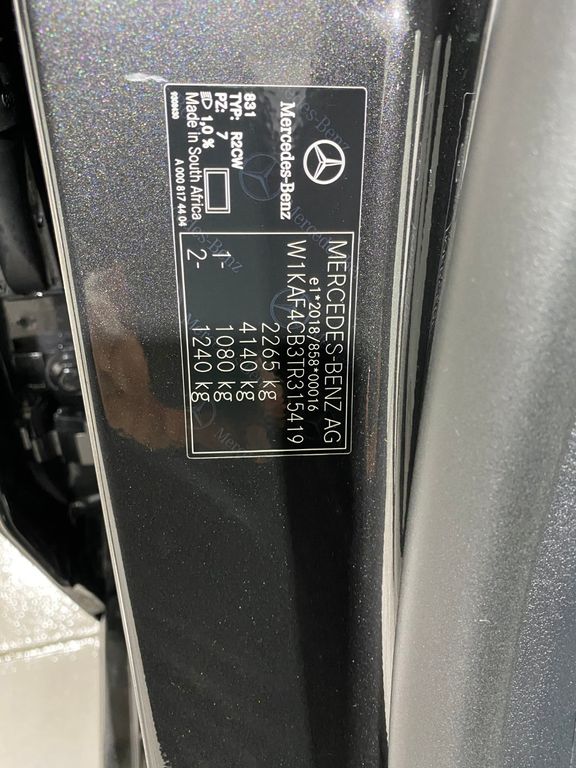 Mercedes-Benz
831
TYP: R2CW
PZ: 7
1,0 %
Made in South Africa
A 000 817 44 04
MERCEDES-BENZ AG
e1*2018/858*00016
W1KAF4CB3TR315419
2265 kg
4140 kg
1- 1080 kg
2- 1240 kg